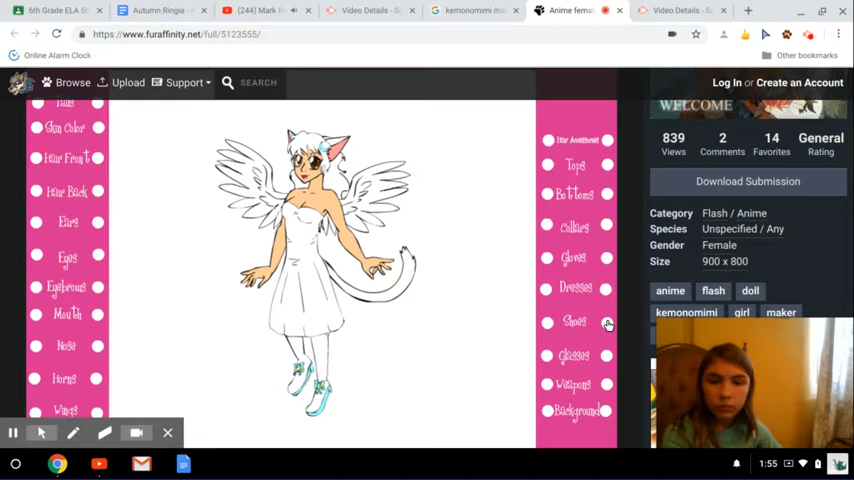 6th Grade ELA S
Autumn Ringia - 
(244) Mark R
Video Details - S
kemonomimi m
Anime fema
Video Details - S
https://www.furaffinity.net/full/5123555/
Online Alarm Clock
Other bookmarks
Browse
Upload
Support
SEARCH
Log In or Create an Account
WELCOME
Tails
Skin Color
Hair Front
Hair Back
Ears
Eyes
Eyebrows
Mouth
Nose
Horns
Wings
Hair Accessories
Tops
Bottoms
Collars
Gloves
Dresses
Shoes
Glasses
Weapons
Background
839 2 14 General
Views Comments Favorites Rating
Download Submission
Category Flash / Anime
Species Unspecified / Any
Gender Female
Size 900 x 800
anime flash doll
kemonomimi girl maker
1:55